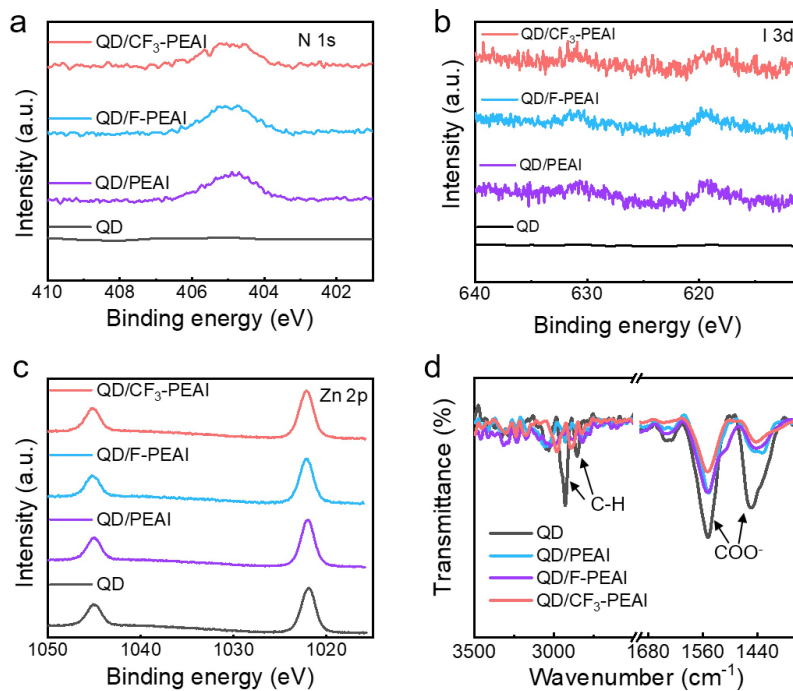 a
N 1s
QD/CF₃-PEAI
QD/F-PEAI
QD/PEAI
QD
Intensity (a.u.)
410 408 406 404 402
Binding energy (eV)
b
I 3d
QD/CF₃-PEAI
QD/F-PEAI
QD/PEAI
QD
Intensity (a.u.)
640 630 620
Binding energy (eV)
c
Zn 2p
QD/CF₃-PEAI
QD/F-PEAI
QD/PEAI
QD
Intensity (a.u.)
1050 1040 1030 1020
Binding energy (eV)
d
C-H
COO⁻
QD
QD/PEAI
QD/F-PEAI
QD/CF₃-PEAI
Transmittance (%)
3500 3000 1680 1560 1440
Wavenumber (cm⁻¹)